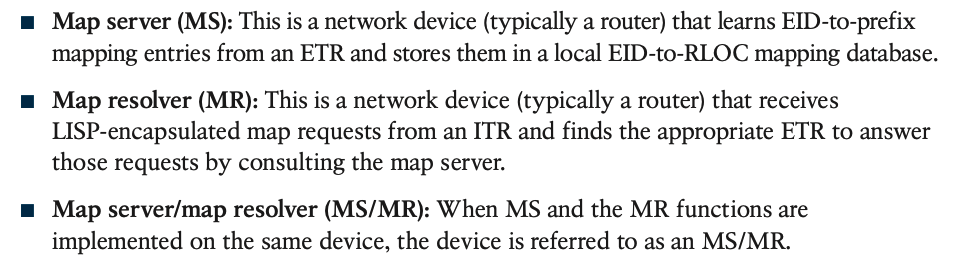 ■ Map server (MS): This is a network device (typically a router) that learns EID-to-prefix
mapping entries from an ETR and stores them in a local EID-to-RLOC mapping database.
■ Map resolver (MR): This is a network device (typically a router) that receives
LISP-encapsulated map requests from an ITR and finds the appropriate ETR to answer
those requests by consulting the map server.
■ Map server/map resolver (MS/MR): When MS and the MR functions are
implemented on the same device, the device is referred to as an MS/MR.